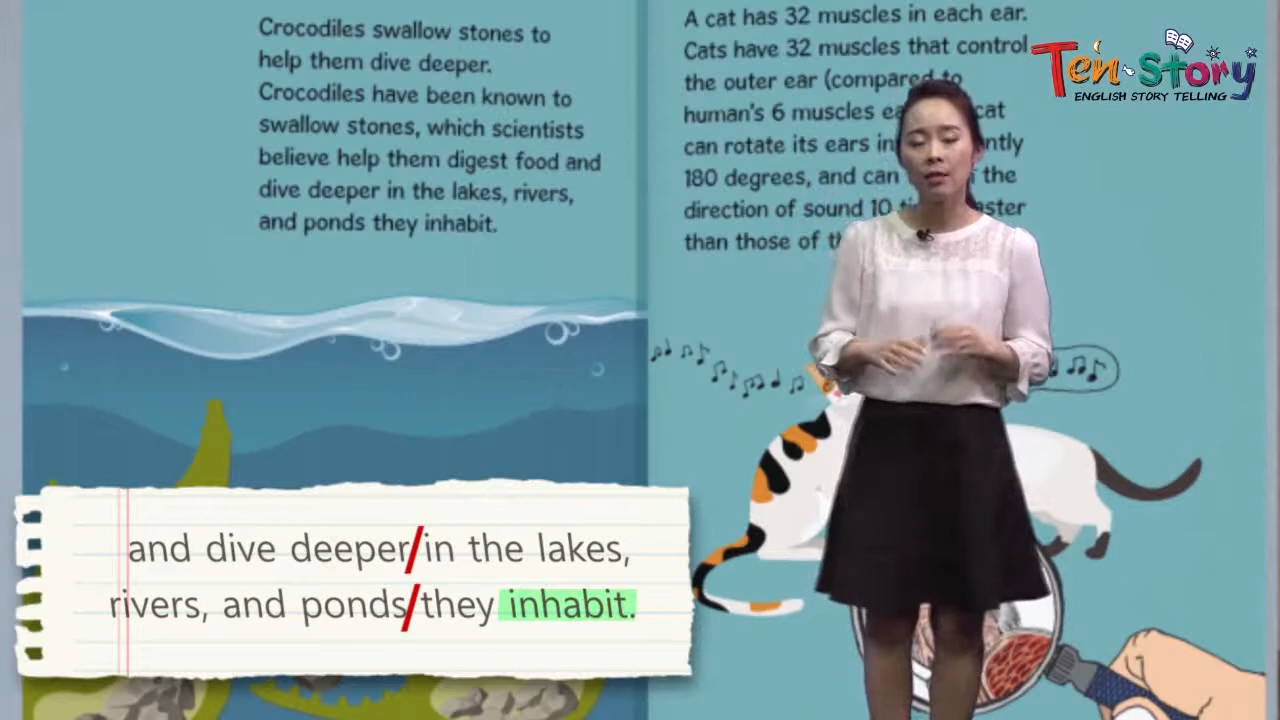 Crocodiles swallow stones to
help them dive deeper.
Crocodiles have been known to
swallow stones, which scientists
believe help them digest food and
dive deeper in the lakes, rivers,
and ponds they inhabit.
A cat has 32 muscles in each ear.
Cats have 32 muscles that control
the outer ear (compared to
human's 6 muscles cat
can rotate its ears
180 degrees, and can the
direction of sound 10
than those of
Ten Story
ENGLISH STORY TELLING
and dive deeper/in the lakes,
rivers, and ponds/they inhabit.